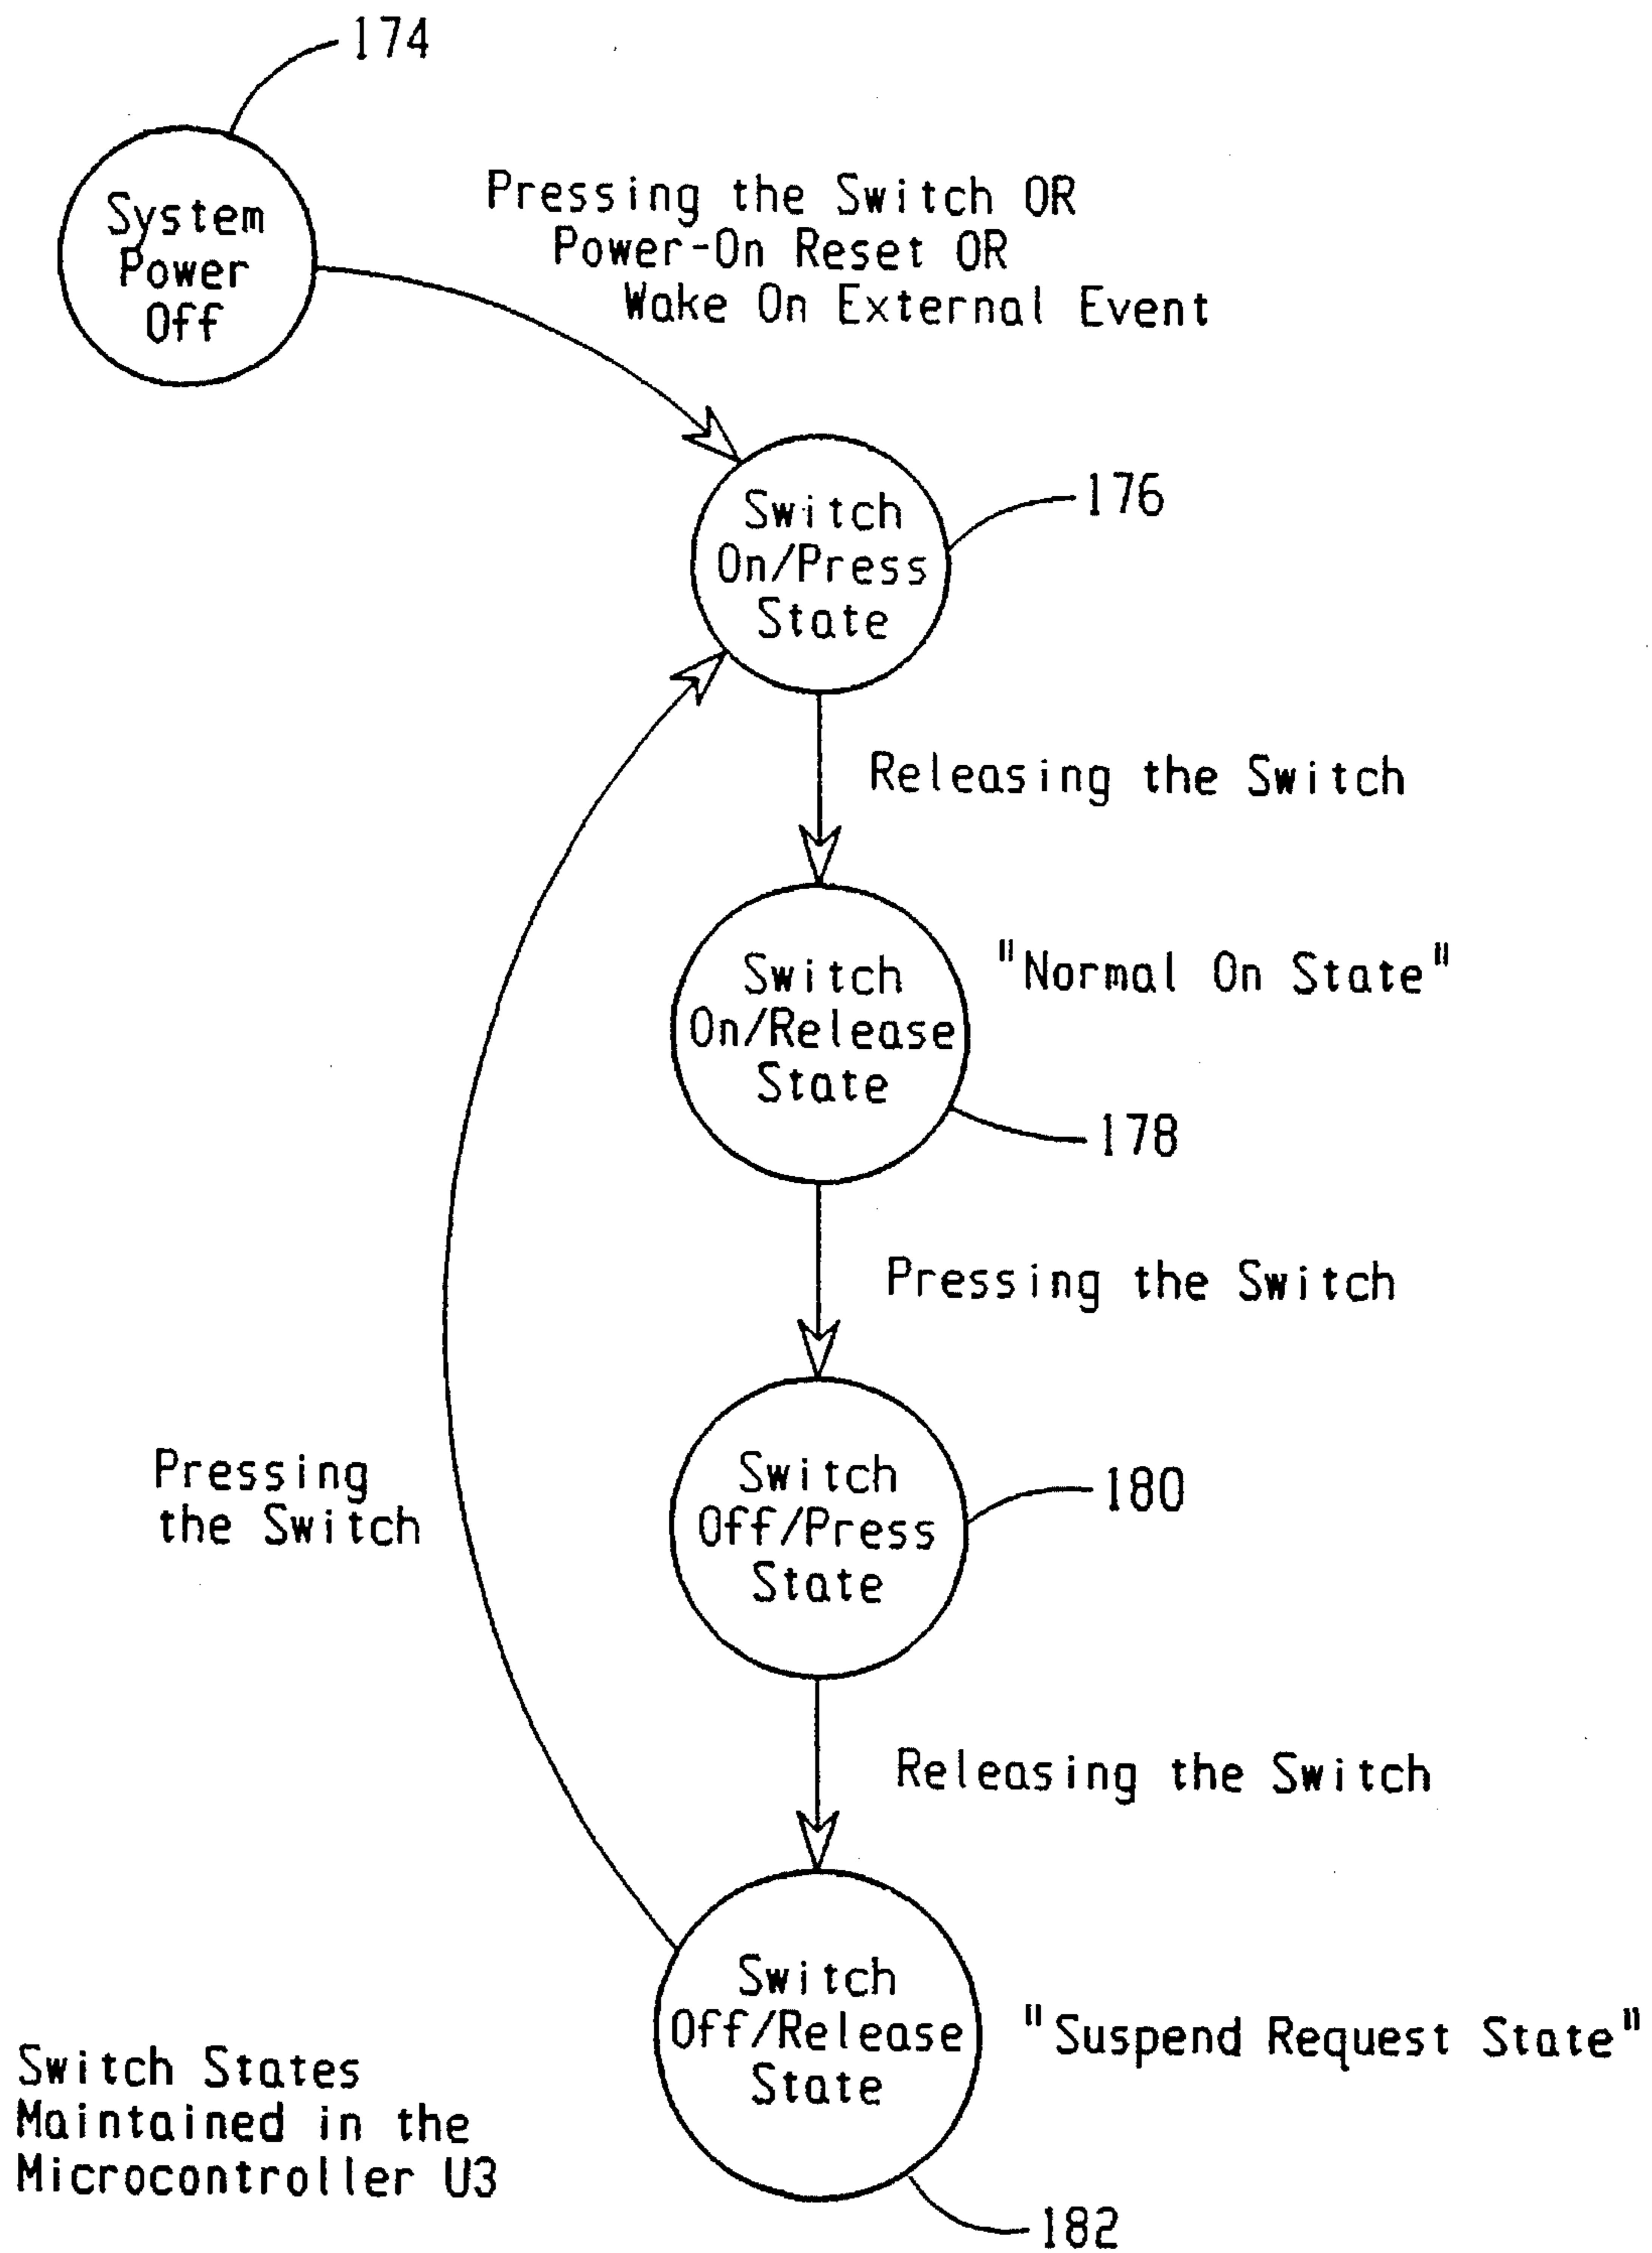 174
System
Power
Off
Pressing the Switch OR
Power-On Reset OR
Wake On External Event
Switch
On/Press
State
176
Releasing the Switch
Switch
On/Release
State
"Normal On State"
178
Pressing the Switch
Pressing
the Switch
Switch
Off/Press
State
180
Releasing the Switch
Switch
Off/Release
State
"Suspend Request State"
Switch States
Maintained in the
Microcontroller U3
182